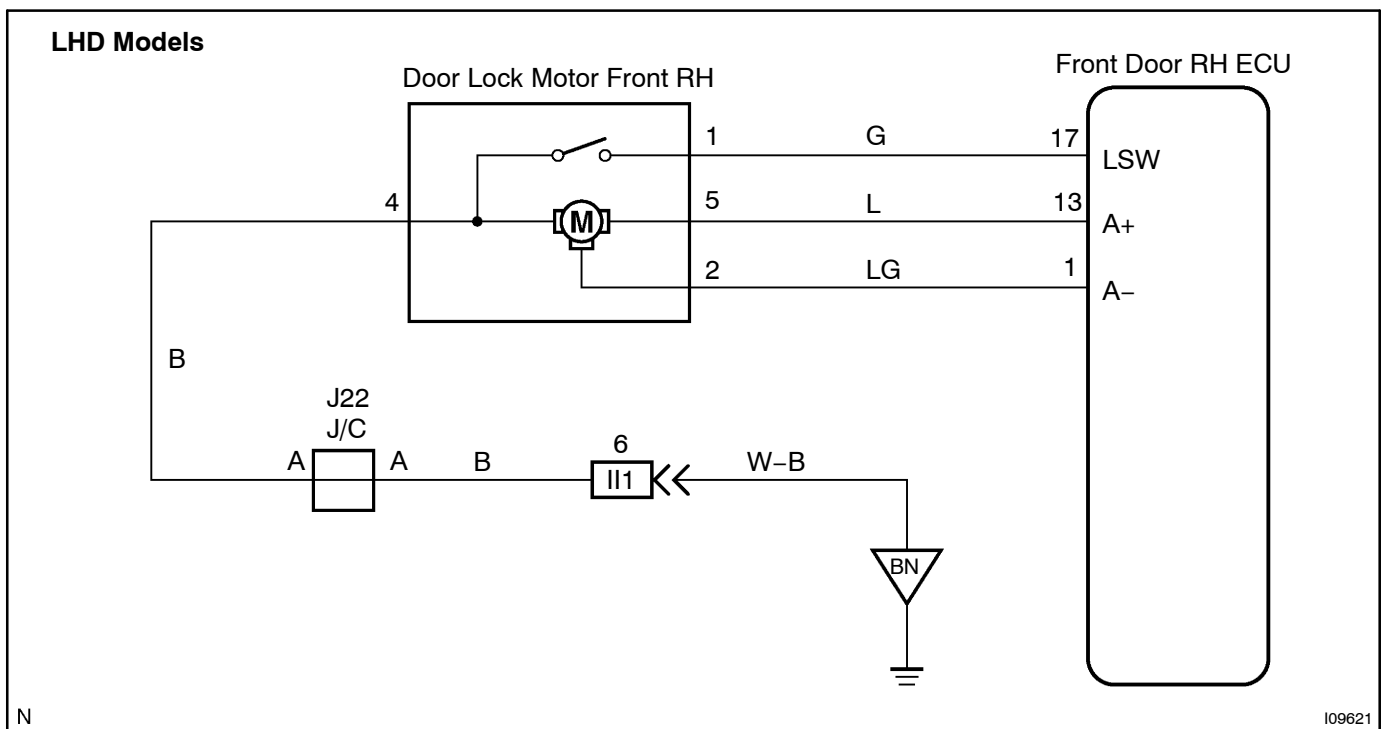 LHD Models
Door Lock Motor Front RH
Front Door RH ECU
1 G 17 LSW
4 M 5 L 13 A+
2 LG 1 A−
B
J22
J/C
A A B 6 II1 W−B
BN
N
I09621